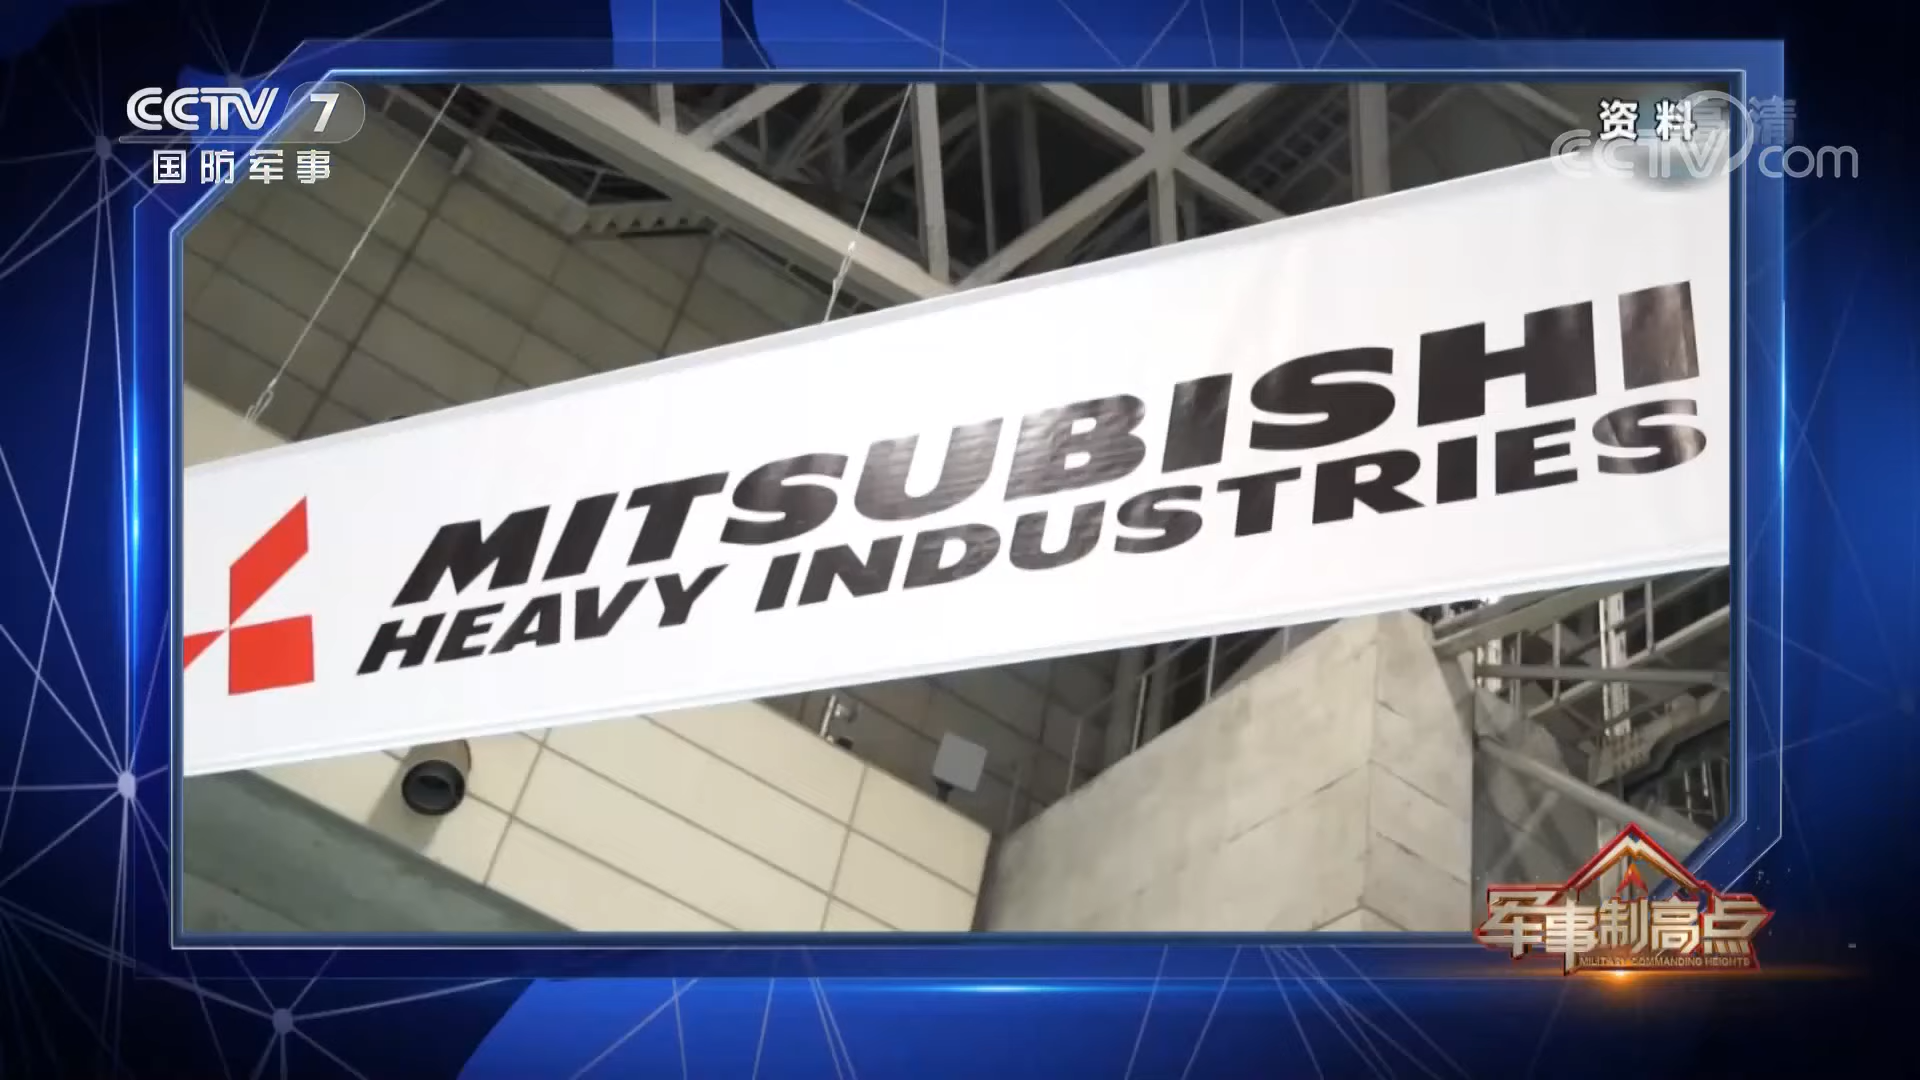 CCTV 7
国防军事
资料
高清
CCTV com
MITSUBISHI
HEAVY INDUSTRIES
军事制高点
MILITARY COMMANDING HEIGHTS